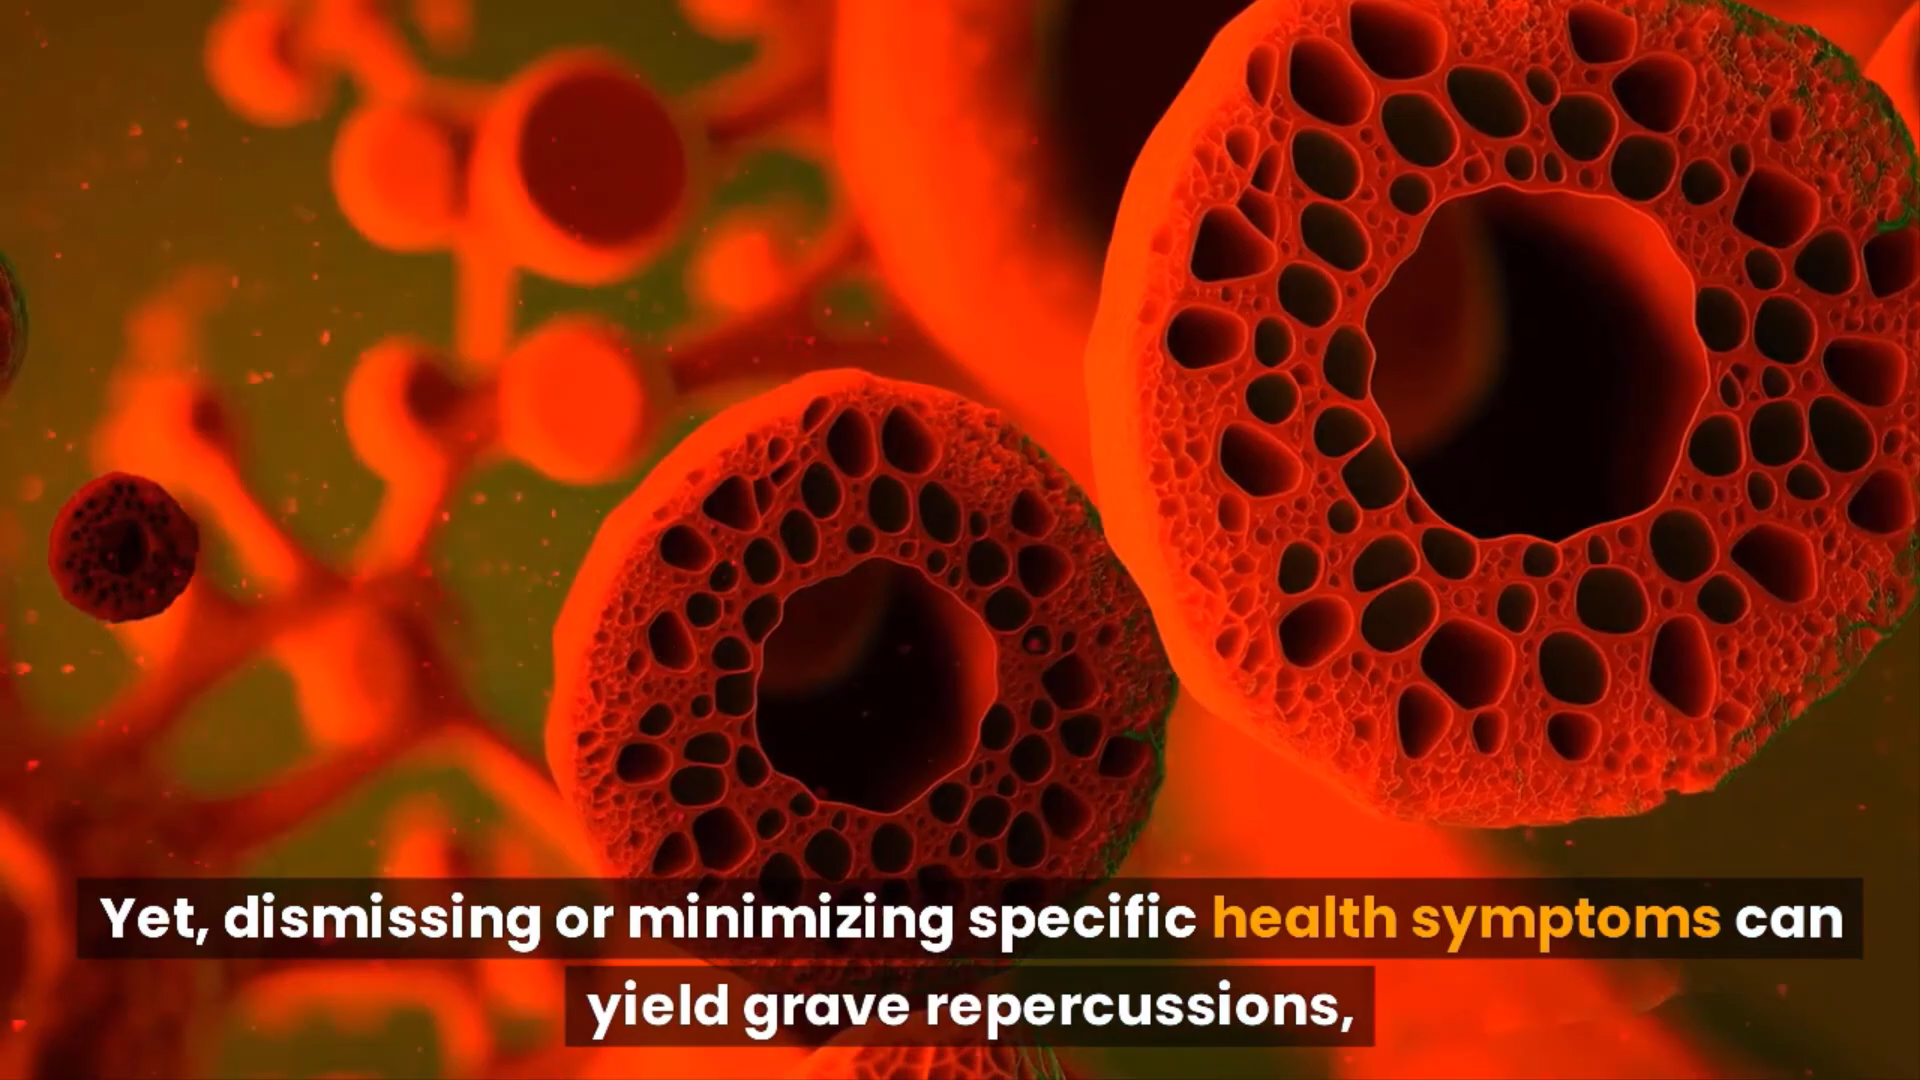 Yet, dismissing or minimizing specific health symptoms can
yield grave repercussions,